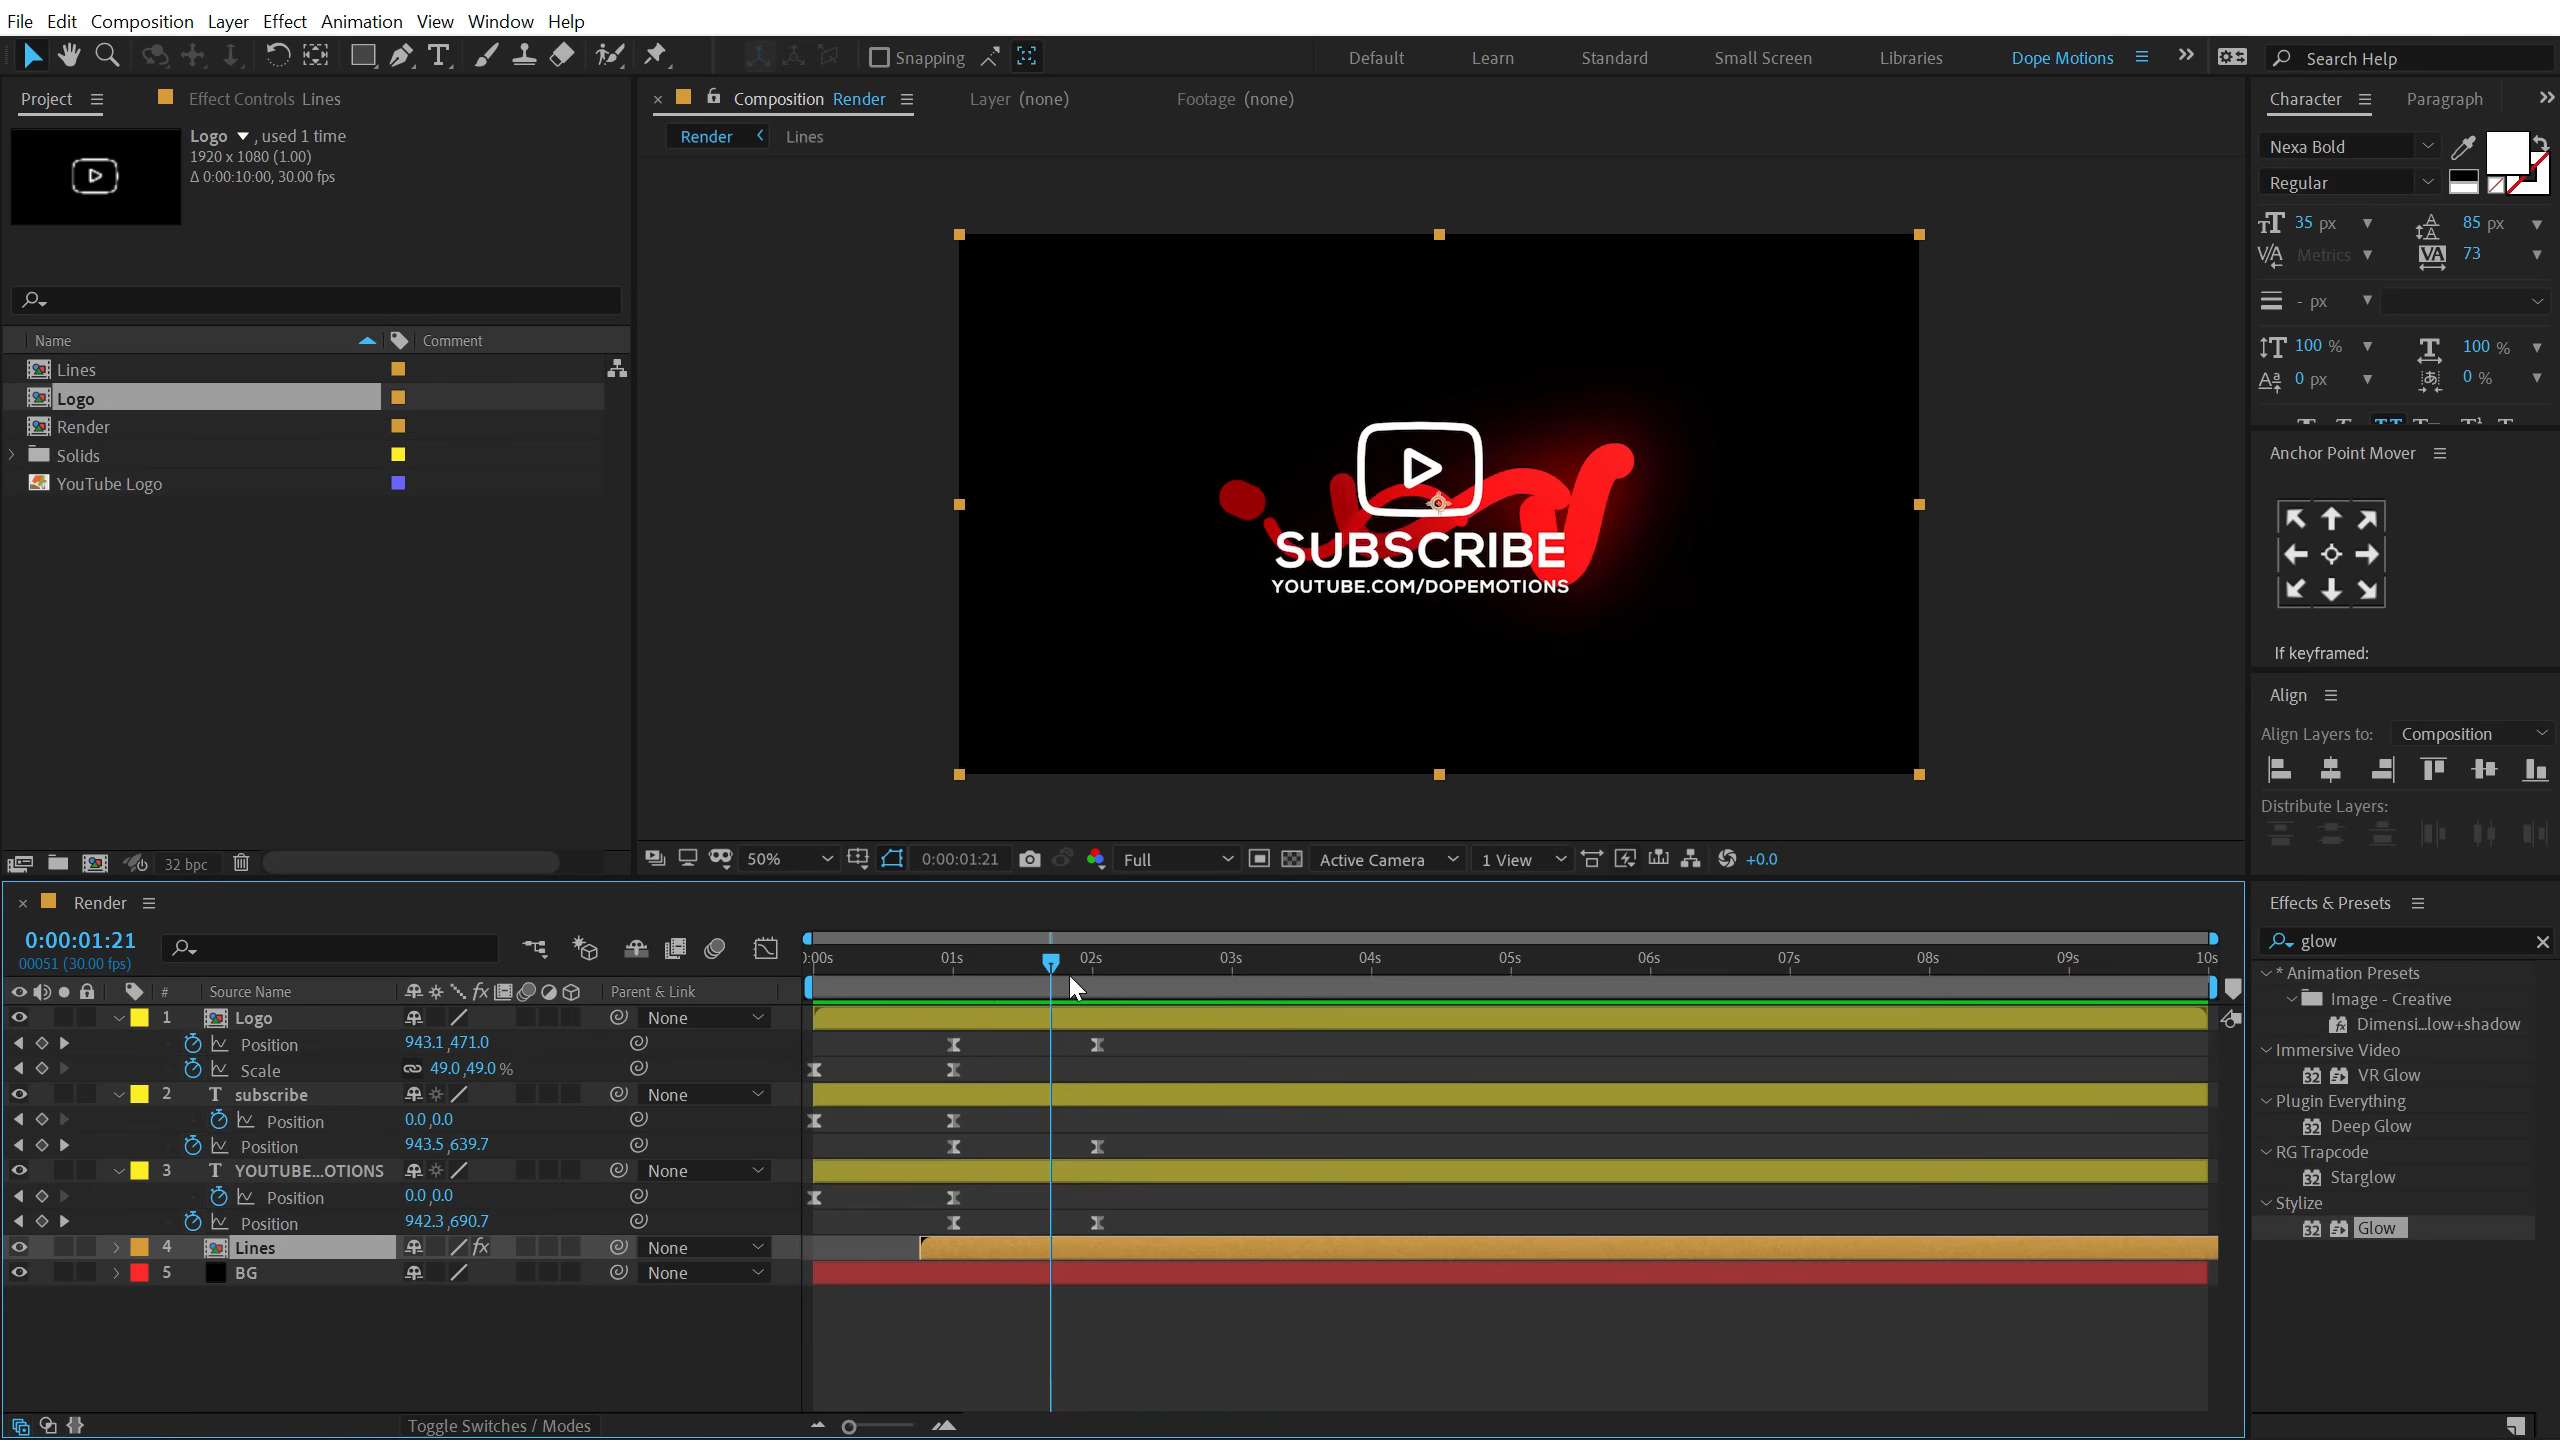 File Edit Composition Layer Effect Animation View Window Help
Snapping
Default Learn Standard Small Screen Libraries Dope Motions
Search Help
Project
Effect Controls Lines
Logo , used 1 time
1920 x 1080 (1.00)
Δ 0:00:10:00, 30.00 fps
Name Comment
Lines
Logo
Render
Solids
YouTube Logo
32 bpc
Composition Render
Layer (none)
Footage (none)
Render
Lines
SUBSCRIBE
YOUTUBE.COM/DOPEMOTIONS
50%
0:00:01:21
Full
Active Camera
1 View
+0.0
Character
Paragraph
Nexa Bold
Regular
35 px
85 px
Metrics
73
- px
100 %
100 %
0 px
0 %
Anchor Point Mover
If keyframed:
Align
Align Layers to: Composition
Distribute Layers:
Effects & Presets
glow
* Animation Presets
Image - Creative
Dimensi...low+shadow
Immersive Video
VR Glow
Plugin Everything
Deep Glow
RG Trapcode
Starglow
Stylize
Glow
Render
0:00:01:21
00051 (30.00 fps)
):00s 01s 02s 03s 04s 05s 06s 07s 08s 09s 10s
# Source Name Parent & Link
1 Logo None
Position 943.1,471.0
Scale 49.0,49.0 %
2 T subscribe None
Position 0.0,0.0
Position 943.5,639.7
3 T YOUTUBE...OTIONS None
Position 0.0,0.0
Position 942.3,690.7
4 Lines fx None
5 BG None
Toggle Switches / Modes